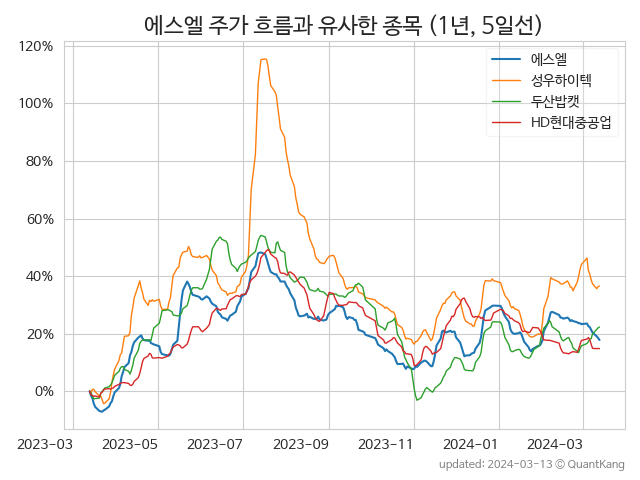 에스엘 주가 흐름과 유사한 종목 (1년, 5일선)
120%
100%
80%
60%
40%
20%
0%
에스엘
성우하이텍
두산밥캣
HD현대중공업
2023-03 2023-05 2023-07 2023-09 2023-11 2024-01 2024-03
updated: 2024-03-13 © QuantKang